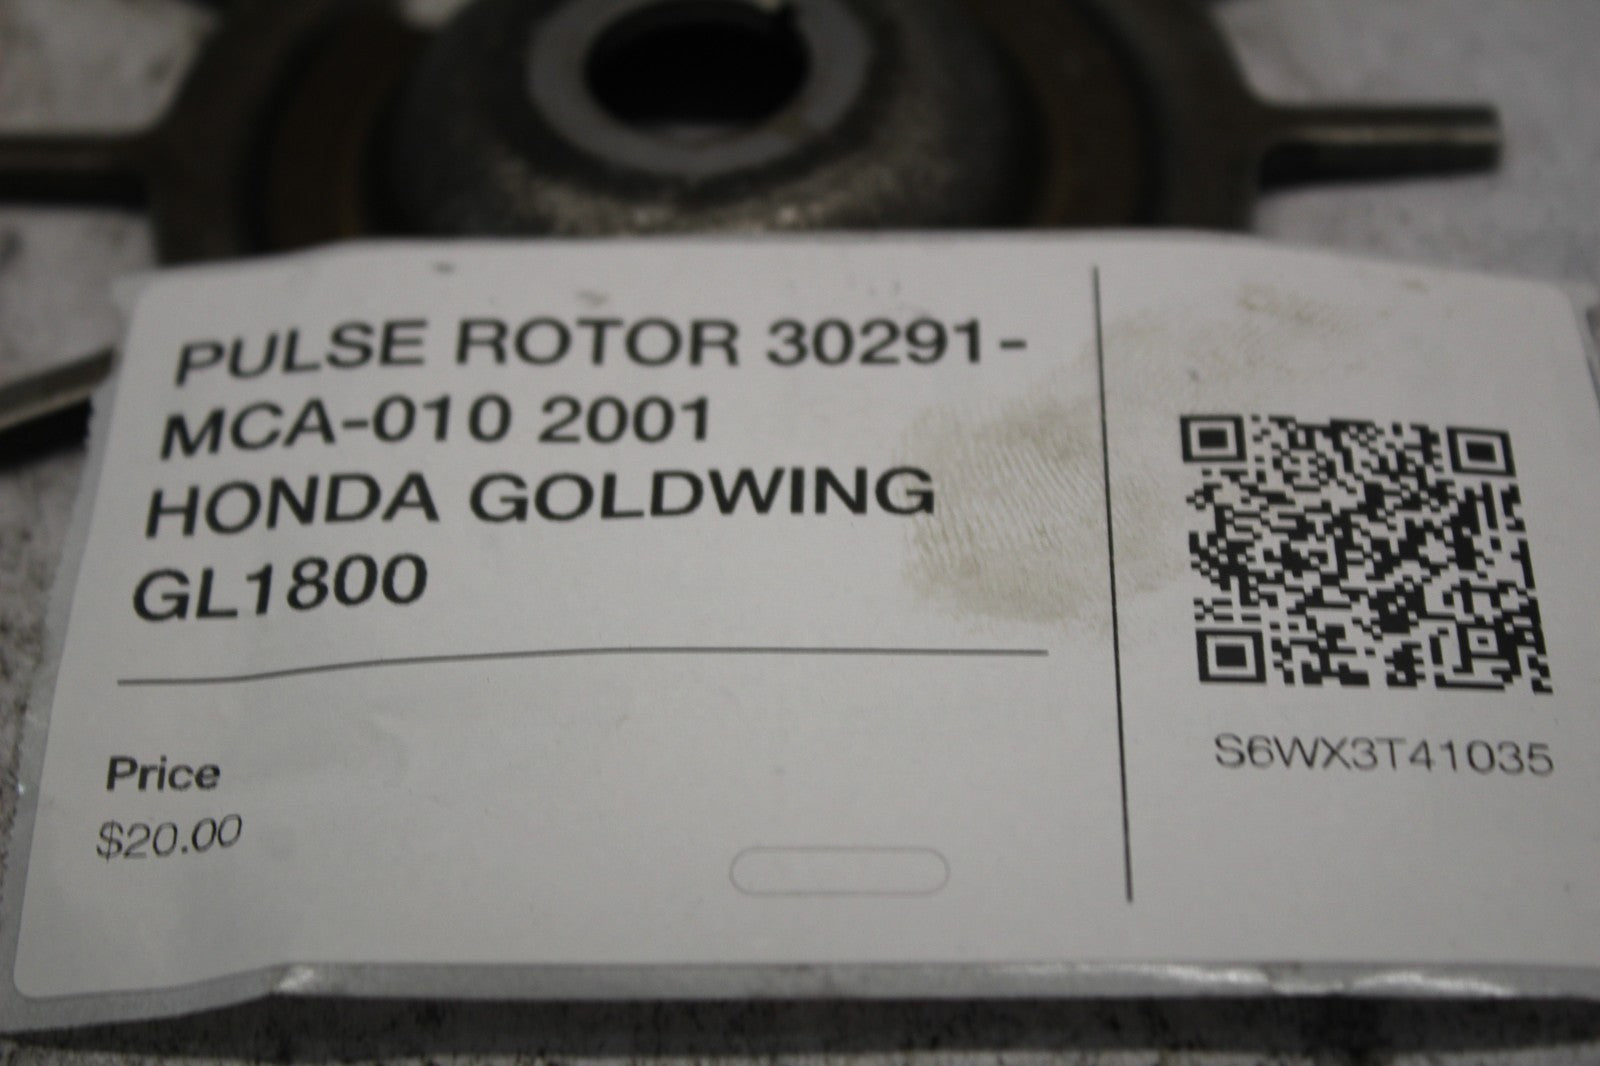 PULSE ROTOR 30291-
MCA-010 2001
HONDA GOLDWING
GL1800
Price
$20.00
S6WX3T41035